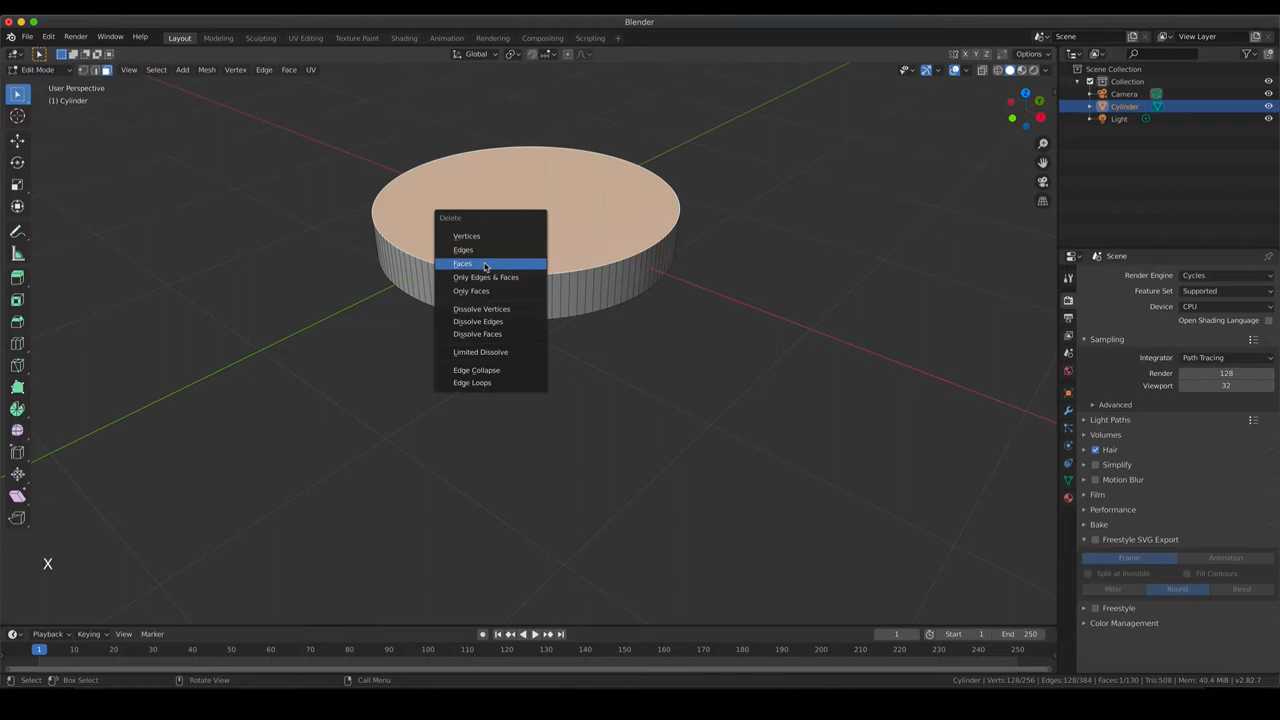 Blender
File Edit Render Window Help
Layout Modeling Sculpting UV Editing Texture Paint Shading Animation Rendering Compositing Scripting +
Scene
View Layer
Global
X Y Z
Options
Edit Mode
View Select Add Mesh Vertex Edge Face UV
User Perspective
(1) Cylinder
Z
Y
X
Delete
Vertices
Edges
Faces
Only Edges & Faces
Only Faces
Dissolve Vertices
Dissolve Edges
Dissolve Faces
Limited Dissolve
Edge Collapse
Edge Loops
X
Scene Collection
Collection
Camera
Cylinder
Light
Scene
Render Engine Cycles
Feature Set Supported
Device CPU
Open Shading Language
Sampling
Integrator Path Tracing
Render 128
Viewport 32
Advanced
Light Paths
Volumes
Hair
Simplify
Motion Blur
Film
Performance
Bake
Freestyle SVG Export
Frame Animation
Split at Invisible Fill Contours
Miter Round Bevel
Freestyle
Color Management
Playback Keying View Marker
1 Start 1 End 250
1 10 20 30 40 50 60 70 80 90 100 110 120 130 140 150 160 170 180 190 200 210 220 230 240 250
Select Box Select Rotate View Call Menu
Cylinder | Verts:128/256 | Edges:128/384 | Faces:1/130 | Tris:508 | Mem: 40.4 MiB | v2.82.7